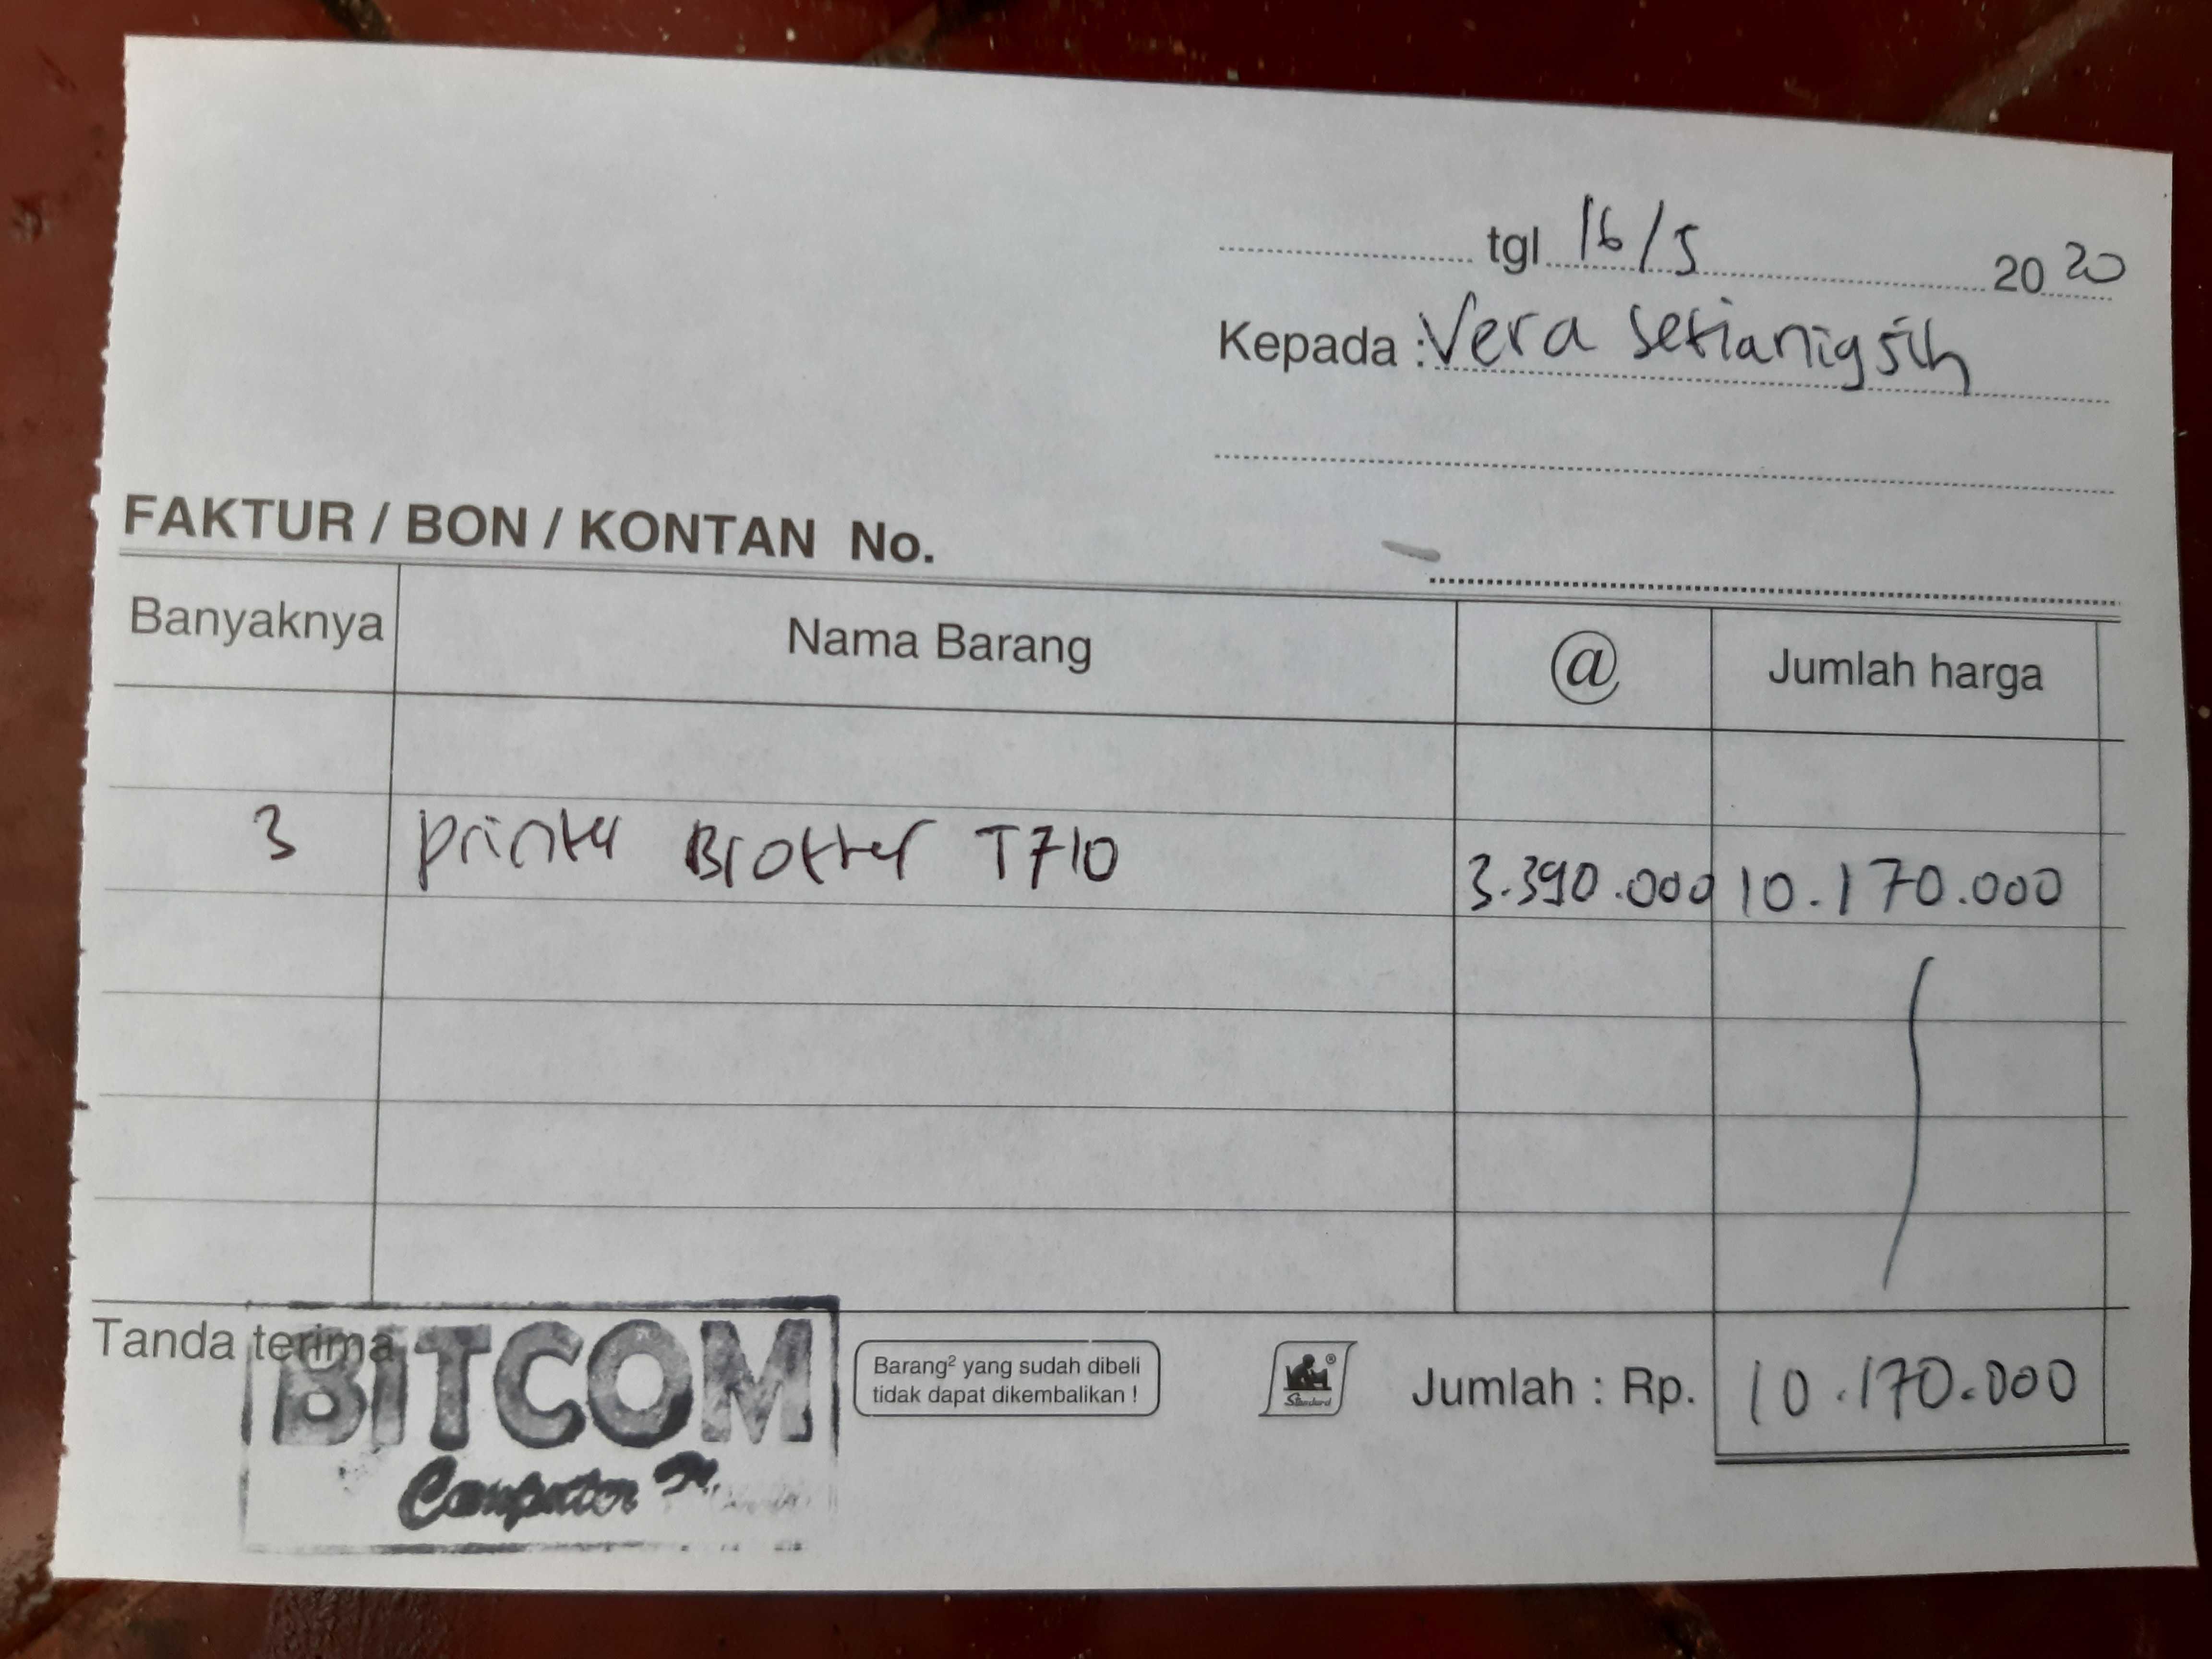 tgl 16/5 2020
Kepada : Vera setianigsih
FAKTUR / BON / KONTAN No.
Banyaknya Nama Barang @ Jumlah harga
3 printer Brother T710 3.390.000 10.170.000
Tanda terima
BITCOM
Computer
Barang² yang sudah dibeli
tidak dapat dikembalikan !
Standard
Jumlah : Rp. 10.170.000